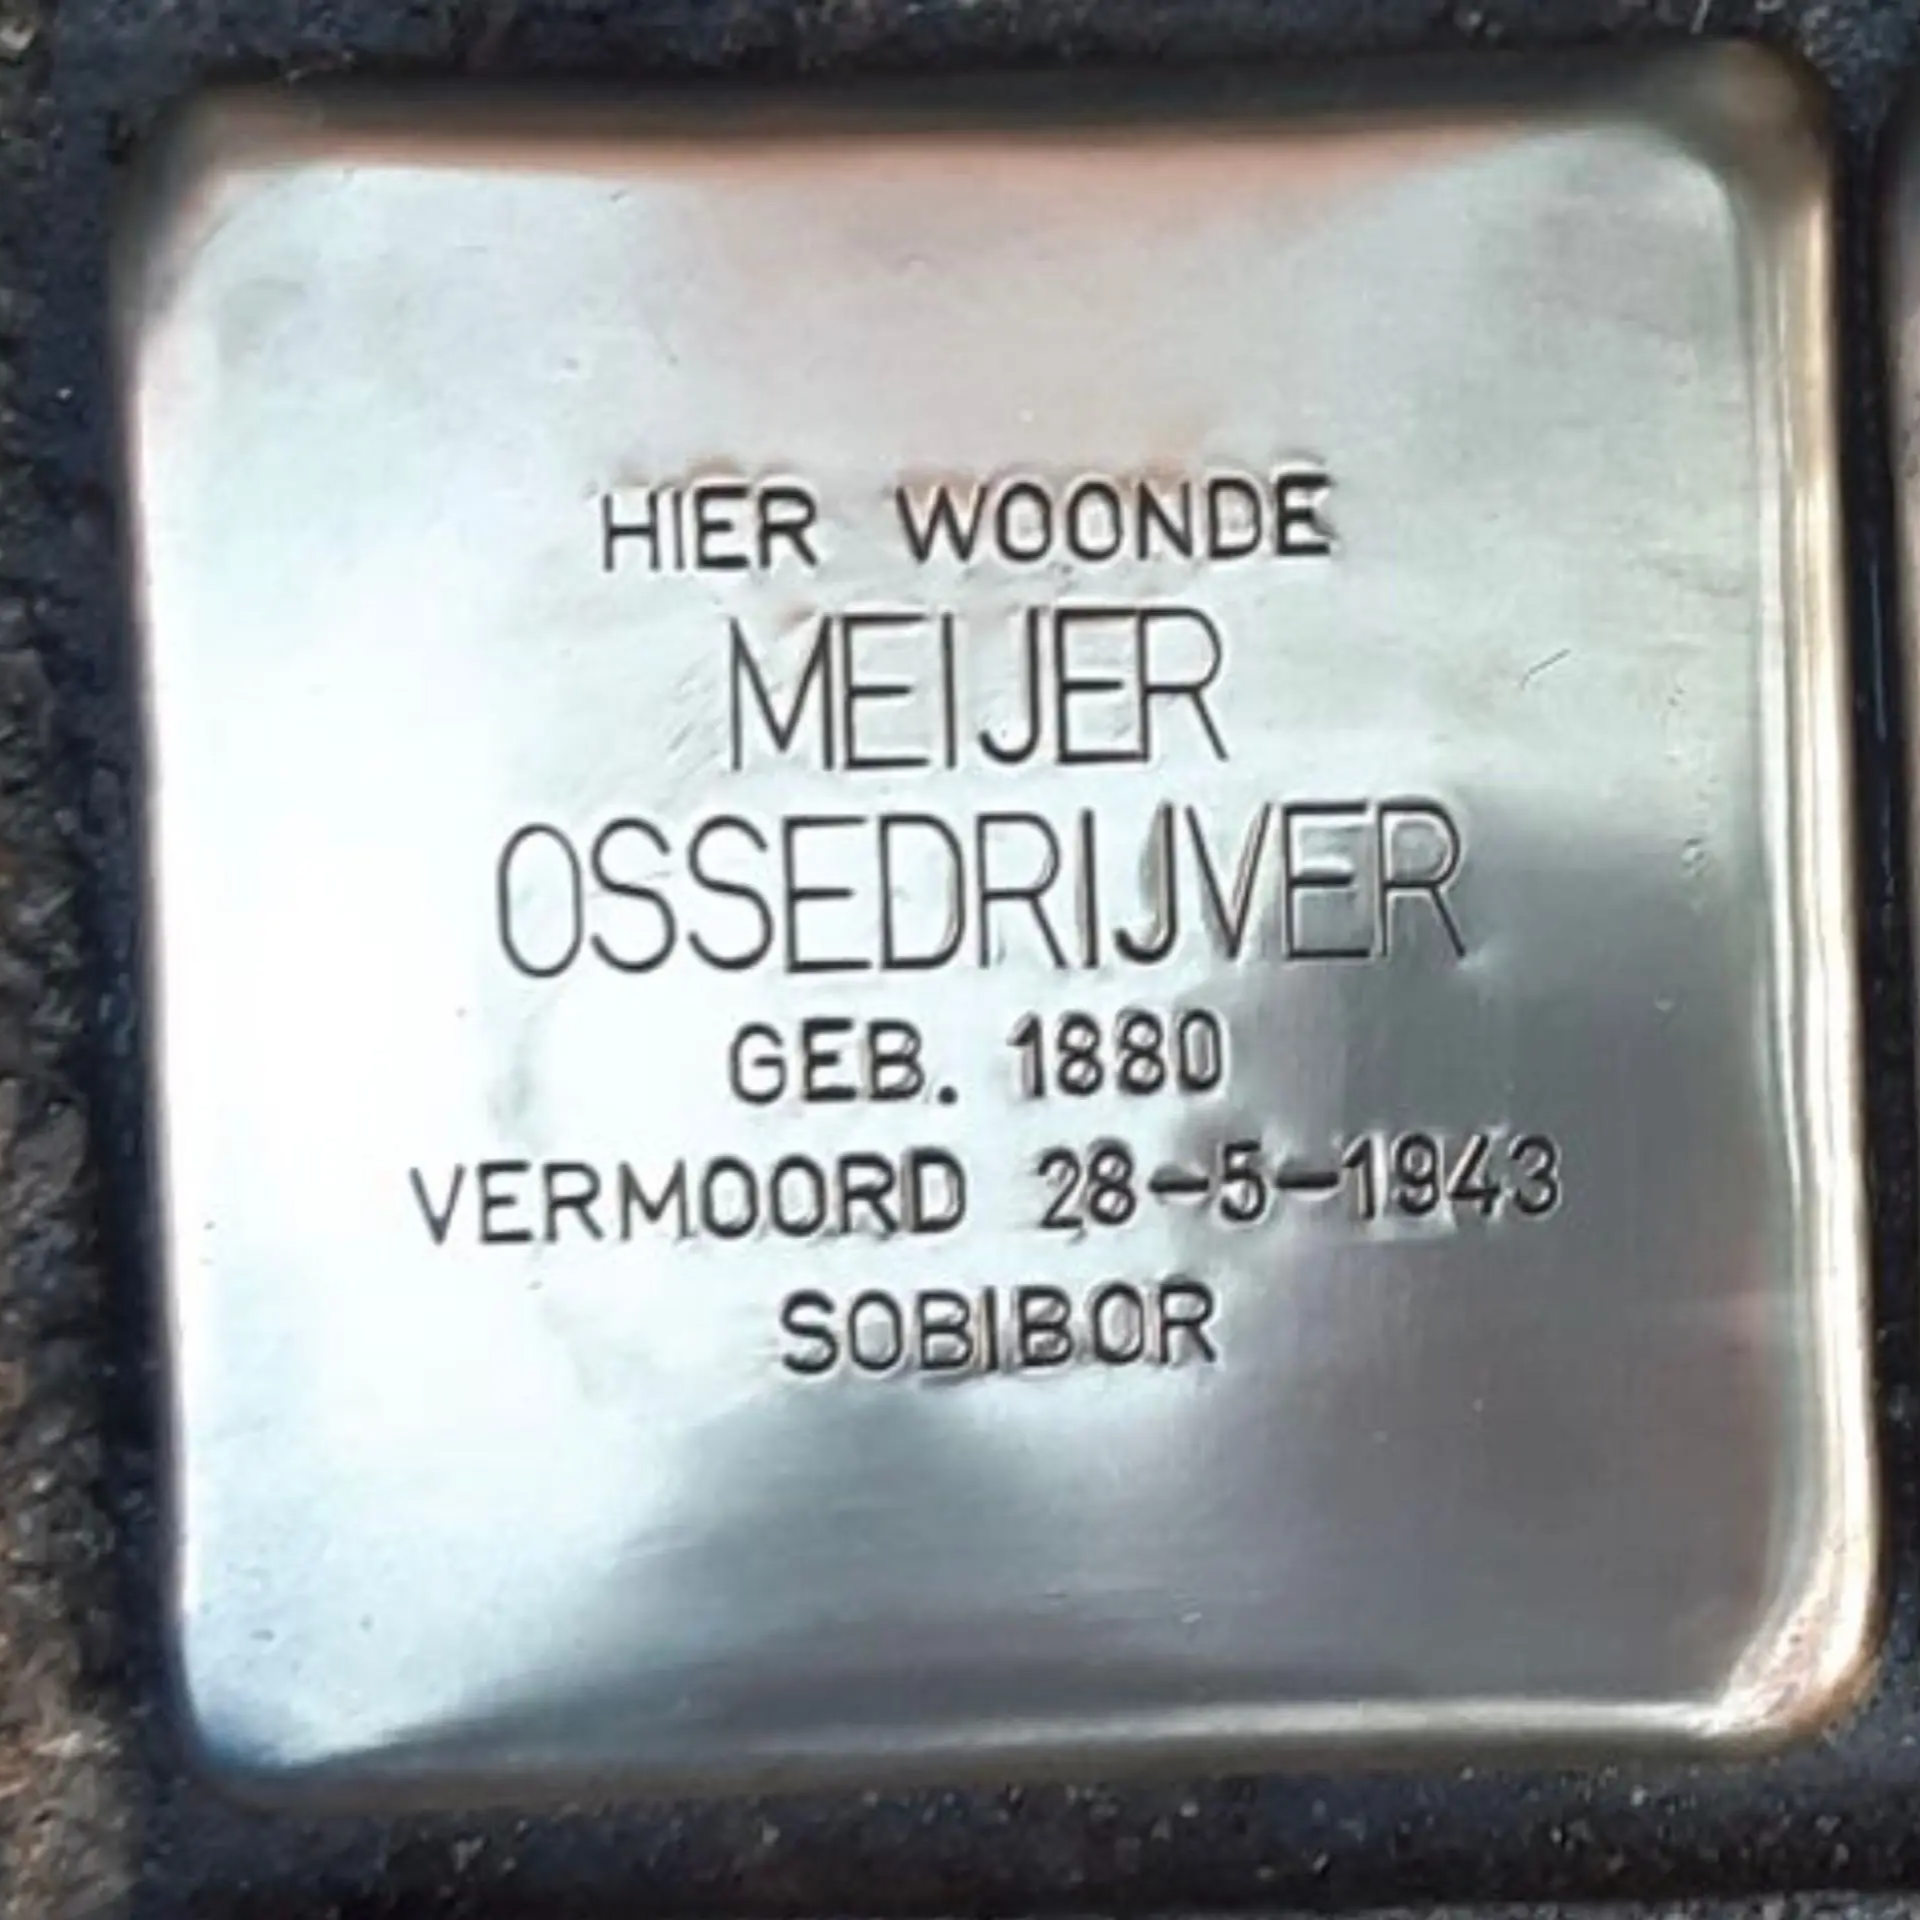 HIER WOONDE
MEIJER
OSSEDRIJVER
GEB. 1880
VERMOORD 28-5-1943
SOBIBOR